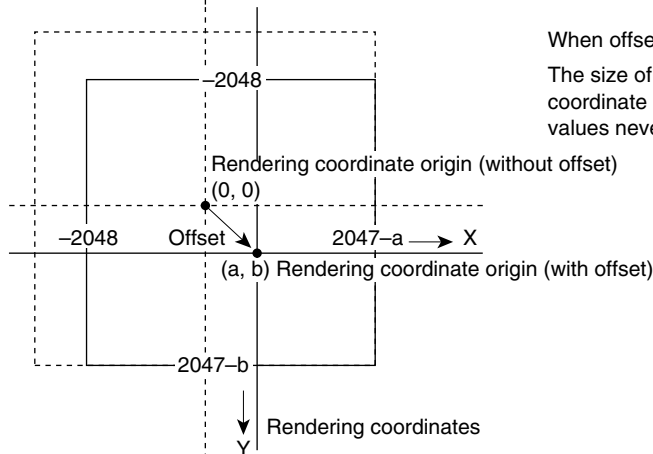 When offse
The size of
coordinate
values neve
–2048
Rendering coordinate origin (without offset)
(0, 0)
–2048
Offset
2047–a
X
(a, b) Rendering coordinate origin (with offset)
2047–b
Rendering coordinates
Y